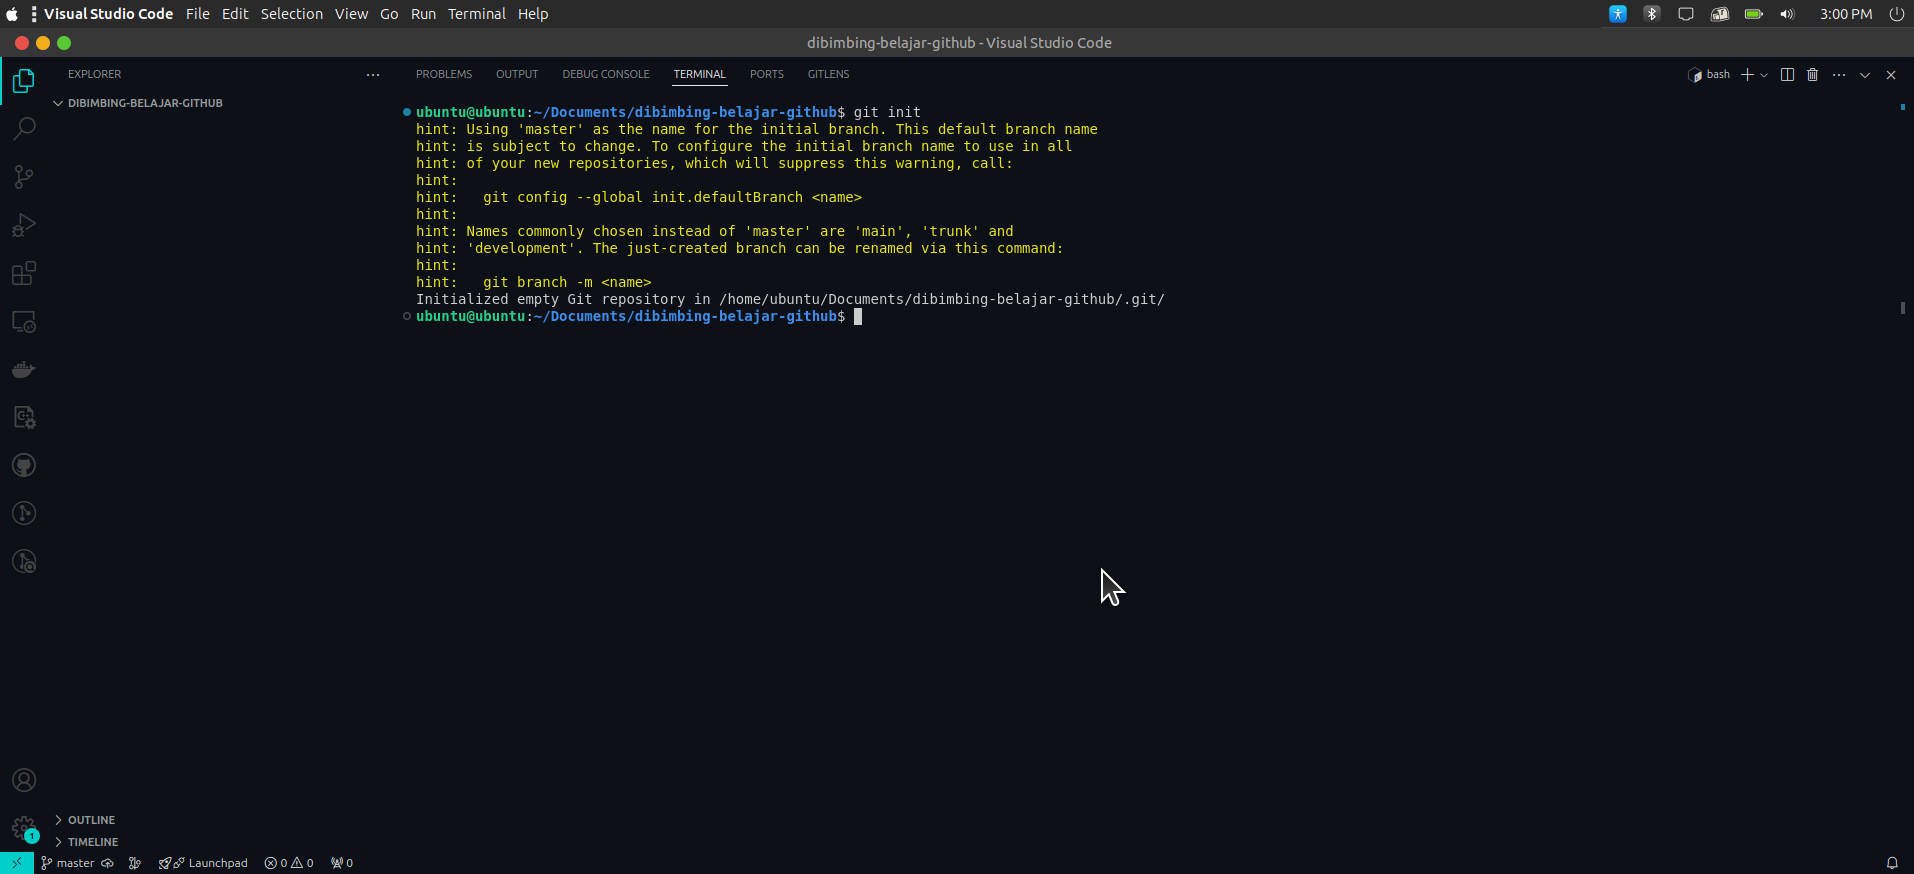 Visual Studio Code File Edit Selection View Go Run Terminal Help 3:00 PM
dibimbing-belajar-github - Visual Studio Code
EXPLORER ··· PROBLEMS OUTPUT DEBUG CONSOLE TERMINAL PORTS GITLENS bash ···
DIBIMBING-BELAJAR-GITHUB
ubuntu@ubuntu:~/Documents/dibimbing-belajar-github$ git init
hint: Using 'master' as the name for the initial branch. This default branch name
hint: is subject to change. To configure the initial branch name to use in all
hint: of your new repositories, which will suppress this warning, call:
hint:
hint:   git config --global init.defaultBranch <name>
hint:
hint: Names commonly chosen instead of 'master' are 'main', 'trunk' and
hint: 'development'. The just-created branch can be renamed via this command:
hint:
hint:   git branch -m <name>
Initialized empty Git repository in /home/ubuntu/Documents/dibimbing-belajar-github/.git/
ubuntu@ubuntu:~/Documents/dibimbing-belajar-github$
OUTLINE
1
TIMELINE
master Launchpad 0 0 0